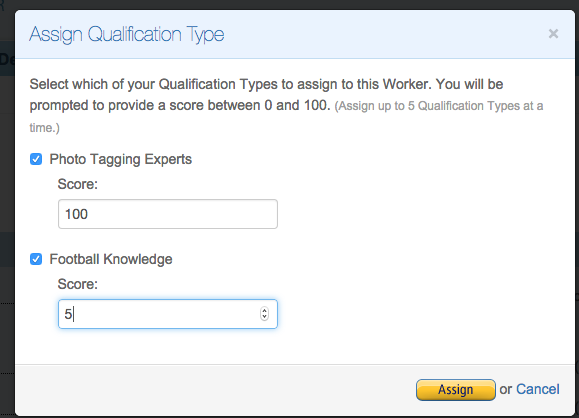 Assign Qualification Type
×
Select which of your Qualification Types to assign to this Worker. You will
prompted to provide a score between 0 and 100. (Assign up to 5 Qualification Types at a
time.)
Photo Tagging Experts
Score:
100
Football Knowledge
Score:
5
Assign or Cancel